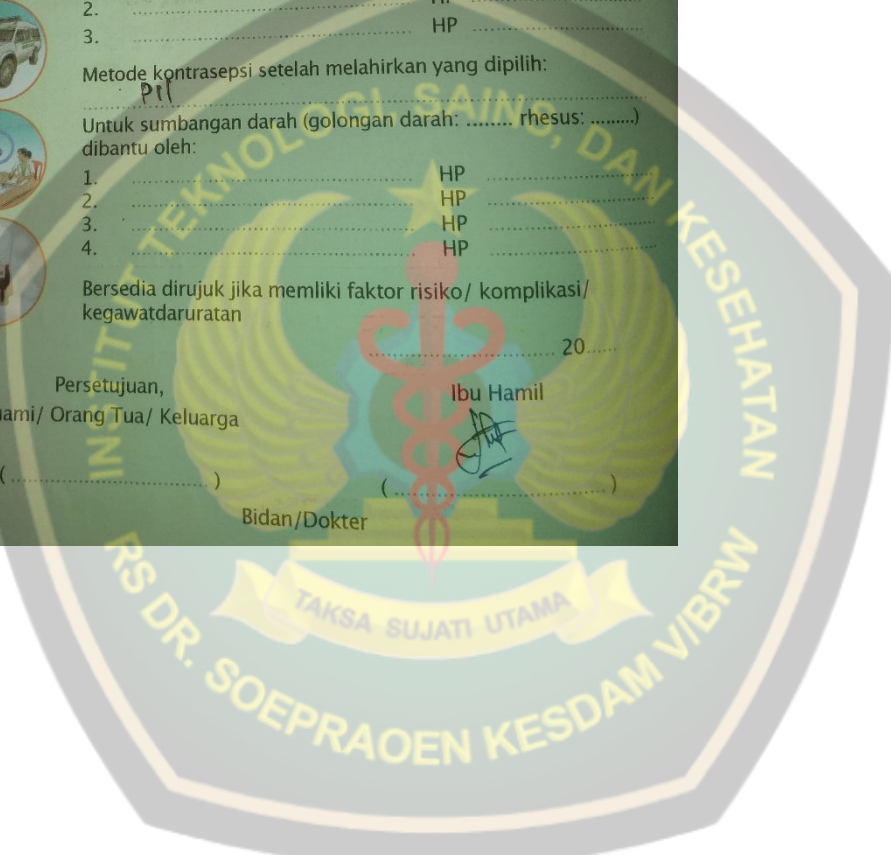 2. ........................................ HP ........................
3. ........................................ HP ........................
Metode kontrasepsi setelah melahirkan yang dipilih:
Pil
Untuk sumbangan darah (golongan darah: ........ rhesus: .........)
dibantu oleh:
1. ........................................ HP ........................
2. ........................................ HP ........................
3. ........................................ HP ........................
4. ........................................ HP ........................
Bersedia dirujuk jika memliki faktor risiko/ komplikasi/
kegawatdaruratan
................................ 20......
Persetujuan,
Ibu Hamil
ami/ Orang Tua/ Keluarga
( .................................. )
( ...................................... )
Bidan/Dokter
INSTITUT TEKNOLOGI, SAINS, DAN KESEHATAN
TAKSA SUJATI UTAMA
RS DR. SOEPRAOEN KESDAM V/BRW